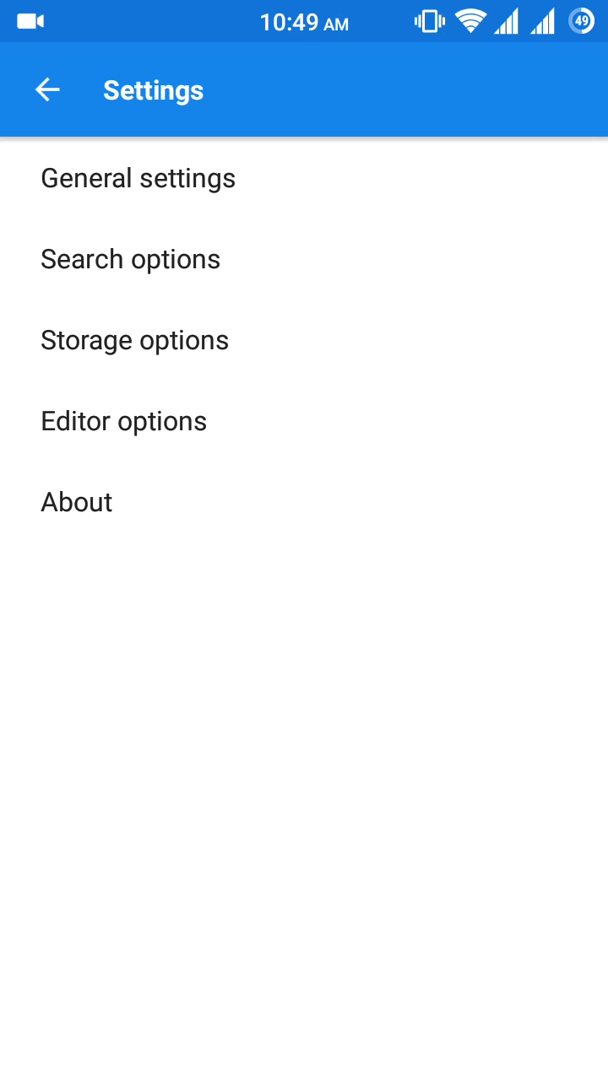 10:49 AM
49
Settings
General settings
Search options
Storage options
Editor options
About